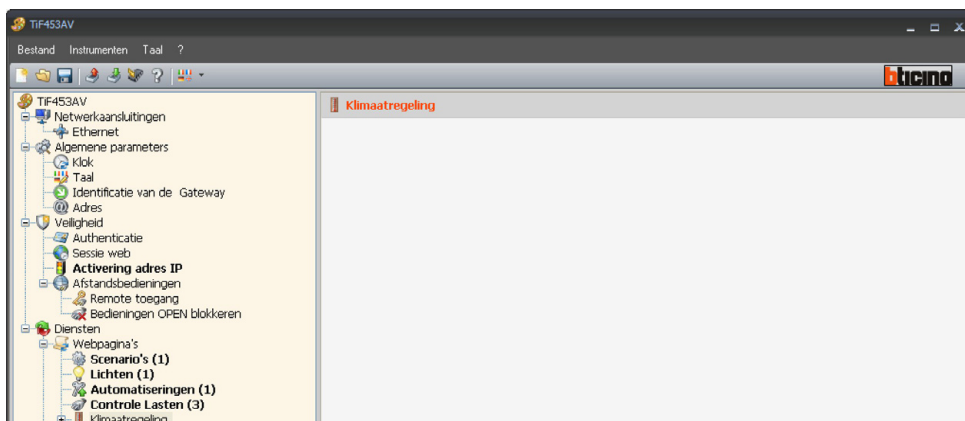 TiF453AV
Bestand Instrumenten Taal ?
bticino
TiF453AV
Netwerkaansluitingen
Ethernet
Algemene parameters
Klok
Taal
Identificatie van de Gateway
Adres
Veiligheid
Authenticatie
Sessie web
Activering adres IP
Afstandsbedieningen
Remote toegang
Bedieningen OPEN blokkeren
Diensten
Webpagina's
Scenario's (1)
Lichten (1)
Automatiseringen (1)
Controle Lasten (3)
Klimaatregeling
Klimaatregeling